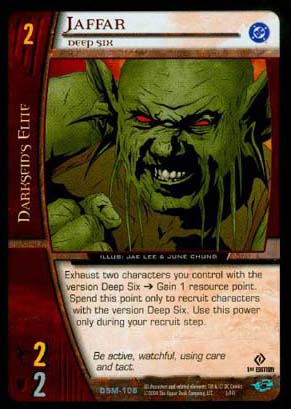 2
JAFFAR
DEEP SIX
DC
DARKSEID'S ELITE
ILLUS: JAE LEE & JUNE CHUNG
Exhaust two characters you control with the
version Deep Six → Gain 1 resource point.
Spend this point only to recruit characters
with the version Deep Six. Use this power
only during your recruit step.
2
2
Be active, watchful, using care
and tact.
1ST EDITION
DSM-106